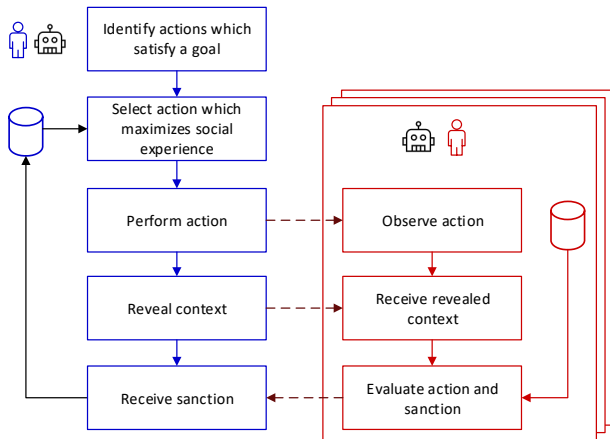 Identify actions which
satisfy a goal
Select action which
maximizes social
experience
Perform action
Observe action
Reveal context
Receive revealed
context
Receive sanction
Evaluate action and
sanction